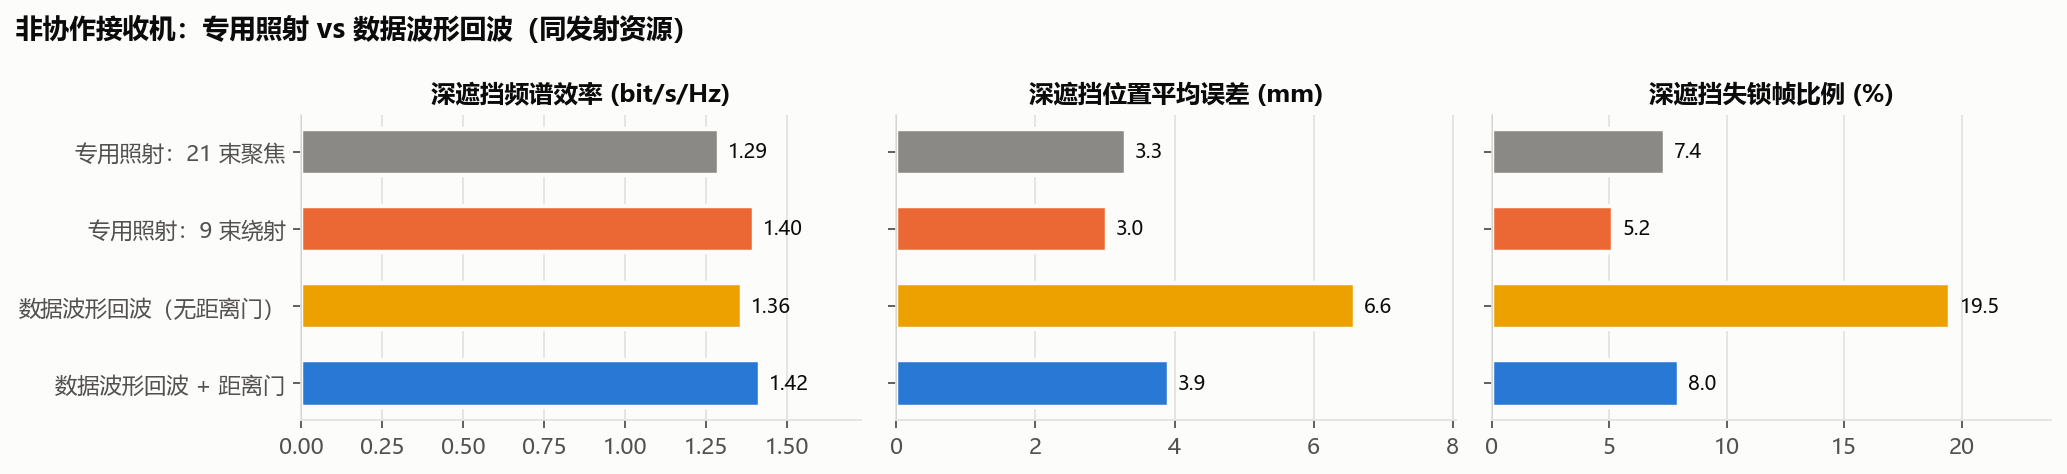 非协作接收机：专用照射 vs 数据波形回波（同发射资源）
深遮挡频谱效率 (bit/s/Hz)
专用照射：21 束聚焦
1.29
专用照射：9 束绕射
1.40
数据波形回波（无距离门）
1.36
数据波形回波 + 距离门
1.42
0.00 0.25 0.50 0.75 1.00 1.25 1.50
深遮挡位置平均误差 (mm)
3.3
3.0
6.6
3.9
0 2 4 6 8
深遮挡失锁帧比例 (%)
7.4
5.2
19.5
8.0
0 5 10 15 20